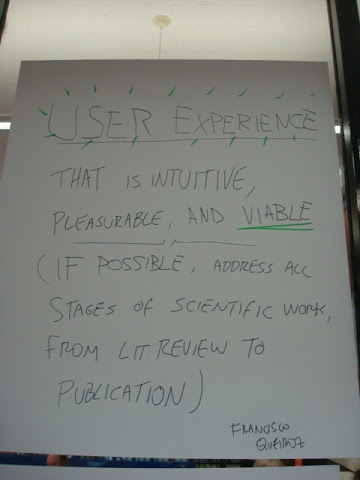 USER EXPERIENCE
THAT IS INTUITIVE,
PLEASURABLE, AND VIABLE
(IF POSSIBLE, ADDRESS ALL
STAGES OF SCIENTIFIC WORK,
FROM LIT. REVIEW TO
PUBLICATION)
FRANCISCO
QUEIROZ